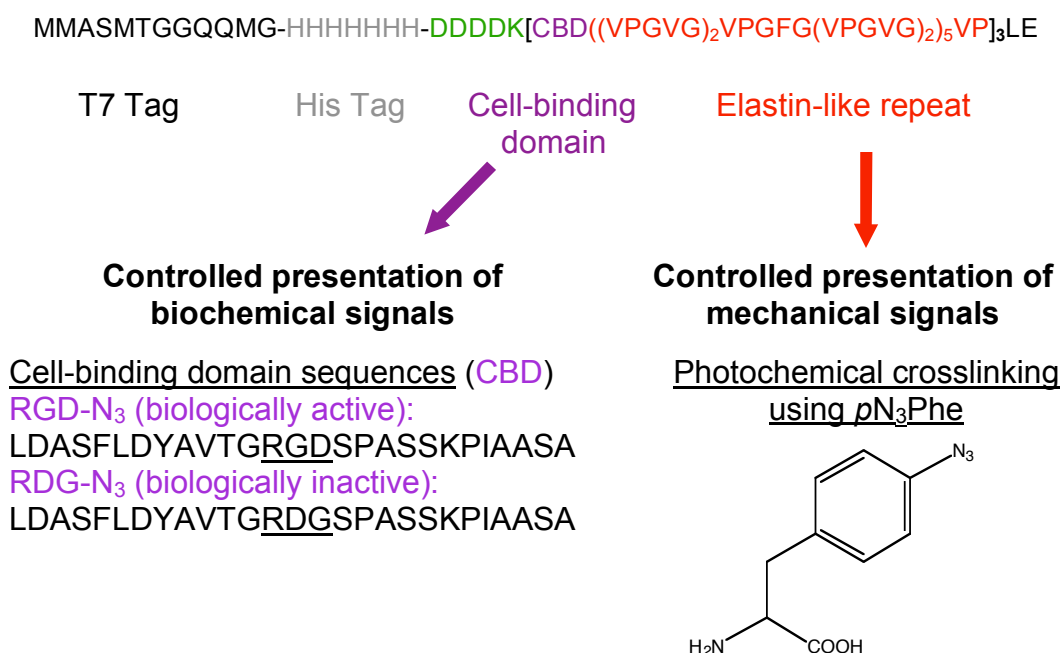 MMASMTGGQQMG-HHHHHHH-DDDDK[CBD((VPGVG)₂VPGFG(VPGVG)₂)₅VP]₃LE
T7 Tag His Tag Cell-binding domain Elastin-like repeat
Controlled presentation of biochemical signals
Controlled presentation of mechanical signals
Cell-binding domain sequences (CBD)
RGD-N₃ (biologically active):
LDASFLDYAVTGRGDSPASSKPIAASA
RDG-N₃ (biologically inactive):
LDASFLDYAVTGRDGSPASSKPIAASA
Photochemical crosslinking
using pN₃Phe
N₃
H₂N
COOH